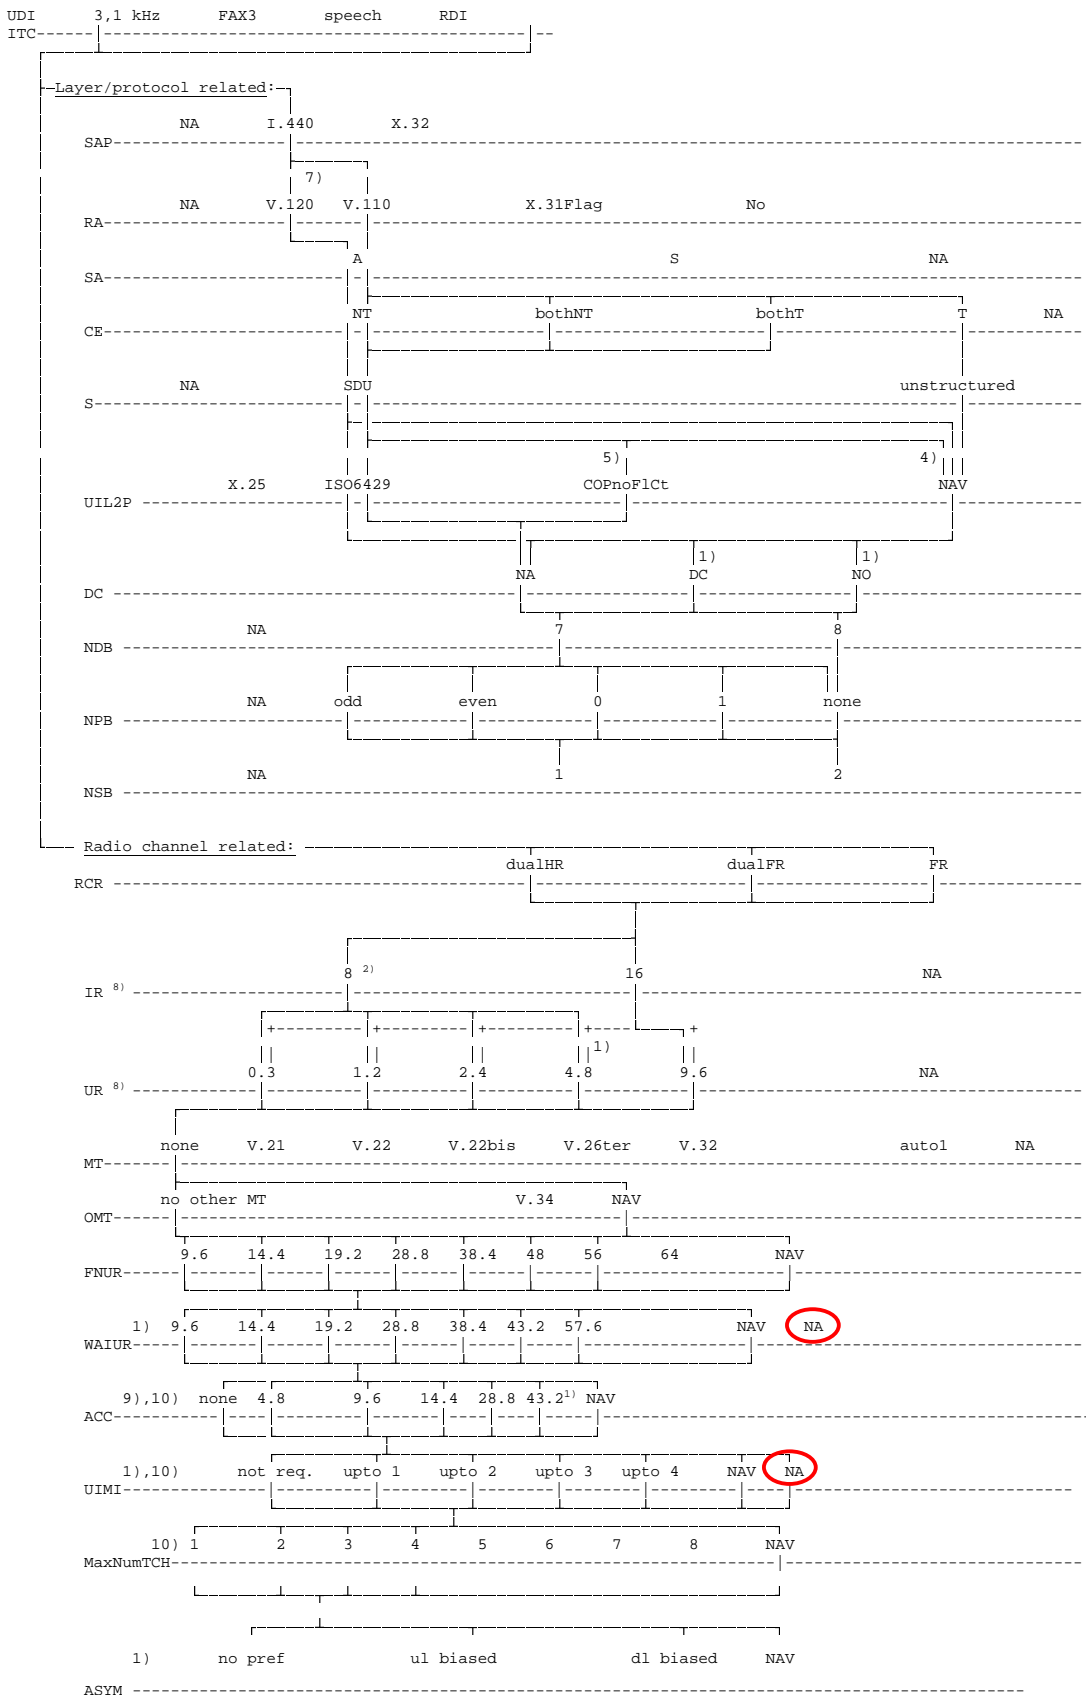 UDI 3,1 kHz FAX3 speech RDI
ITC
Layer/protocol related:
NA I.440 X.32
SAP
7)
NA V.120 V.110 X.31Flag No
RA
A S NA
SA
NT bothNT bothT T NA
CE
NA SDU unstructured
S
5) 4)
X.25 ISO6429 COPnoFlCt NAV
UIL2P
1) 1)
NA DC NO
DC
NA 7 8
NDB
NA odd even 0 1 none
NPB
NA 1 2
NSB
Radio channel related:
dualHR dualFR FR
RCR
8 2) 16 NA
IR 8)
1)
0.3 1.2 2.4 4.8 9.6 NA
UR 8)
none V.21 V.22 V.22bis V.26ter V.32 auto1 NA
MT
no other MT V.34 NAV
OMT
9.6 14.4 19.2 28.8 38.4 48 56 64 NAV
FNUR
1) 9.6 14.4 19.2 28.8 38.4 43.2 57.6 NAV NA
WAIUR
9),10) none 4.8 9.6 14.4 28.8 43.2 1) NAV
ACC
1),10) not req. upto 1 upto 2 upto 3 upto 4 NAV NA
UIMI
10) 1 2 3 4 5 6 7 8 NAV
MaxNumTCH
1) no pref ul biased dl biased NAV
ASYM